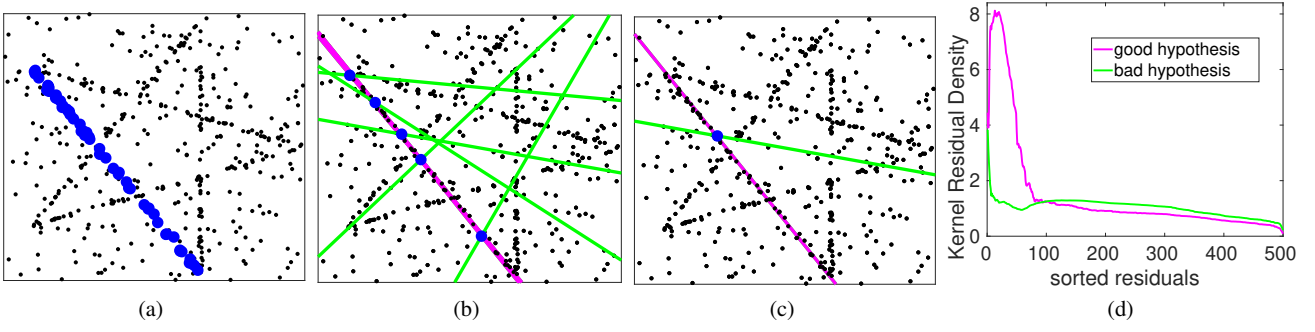 8
6
4
2
0
Kernel Residual Density
good hypothesis
bad hypothesis
0 100 200 300 400 500
sorted residuals
(a) (b) (c) (d)